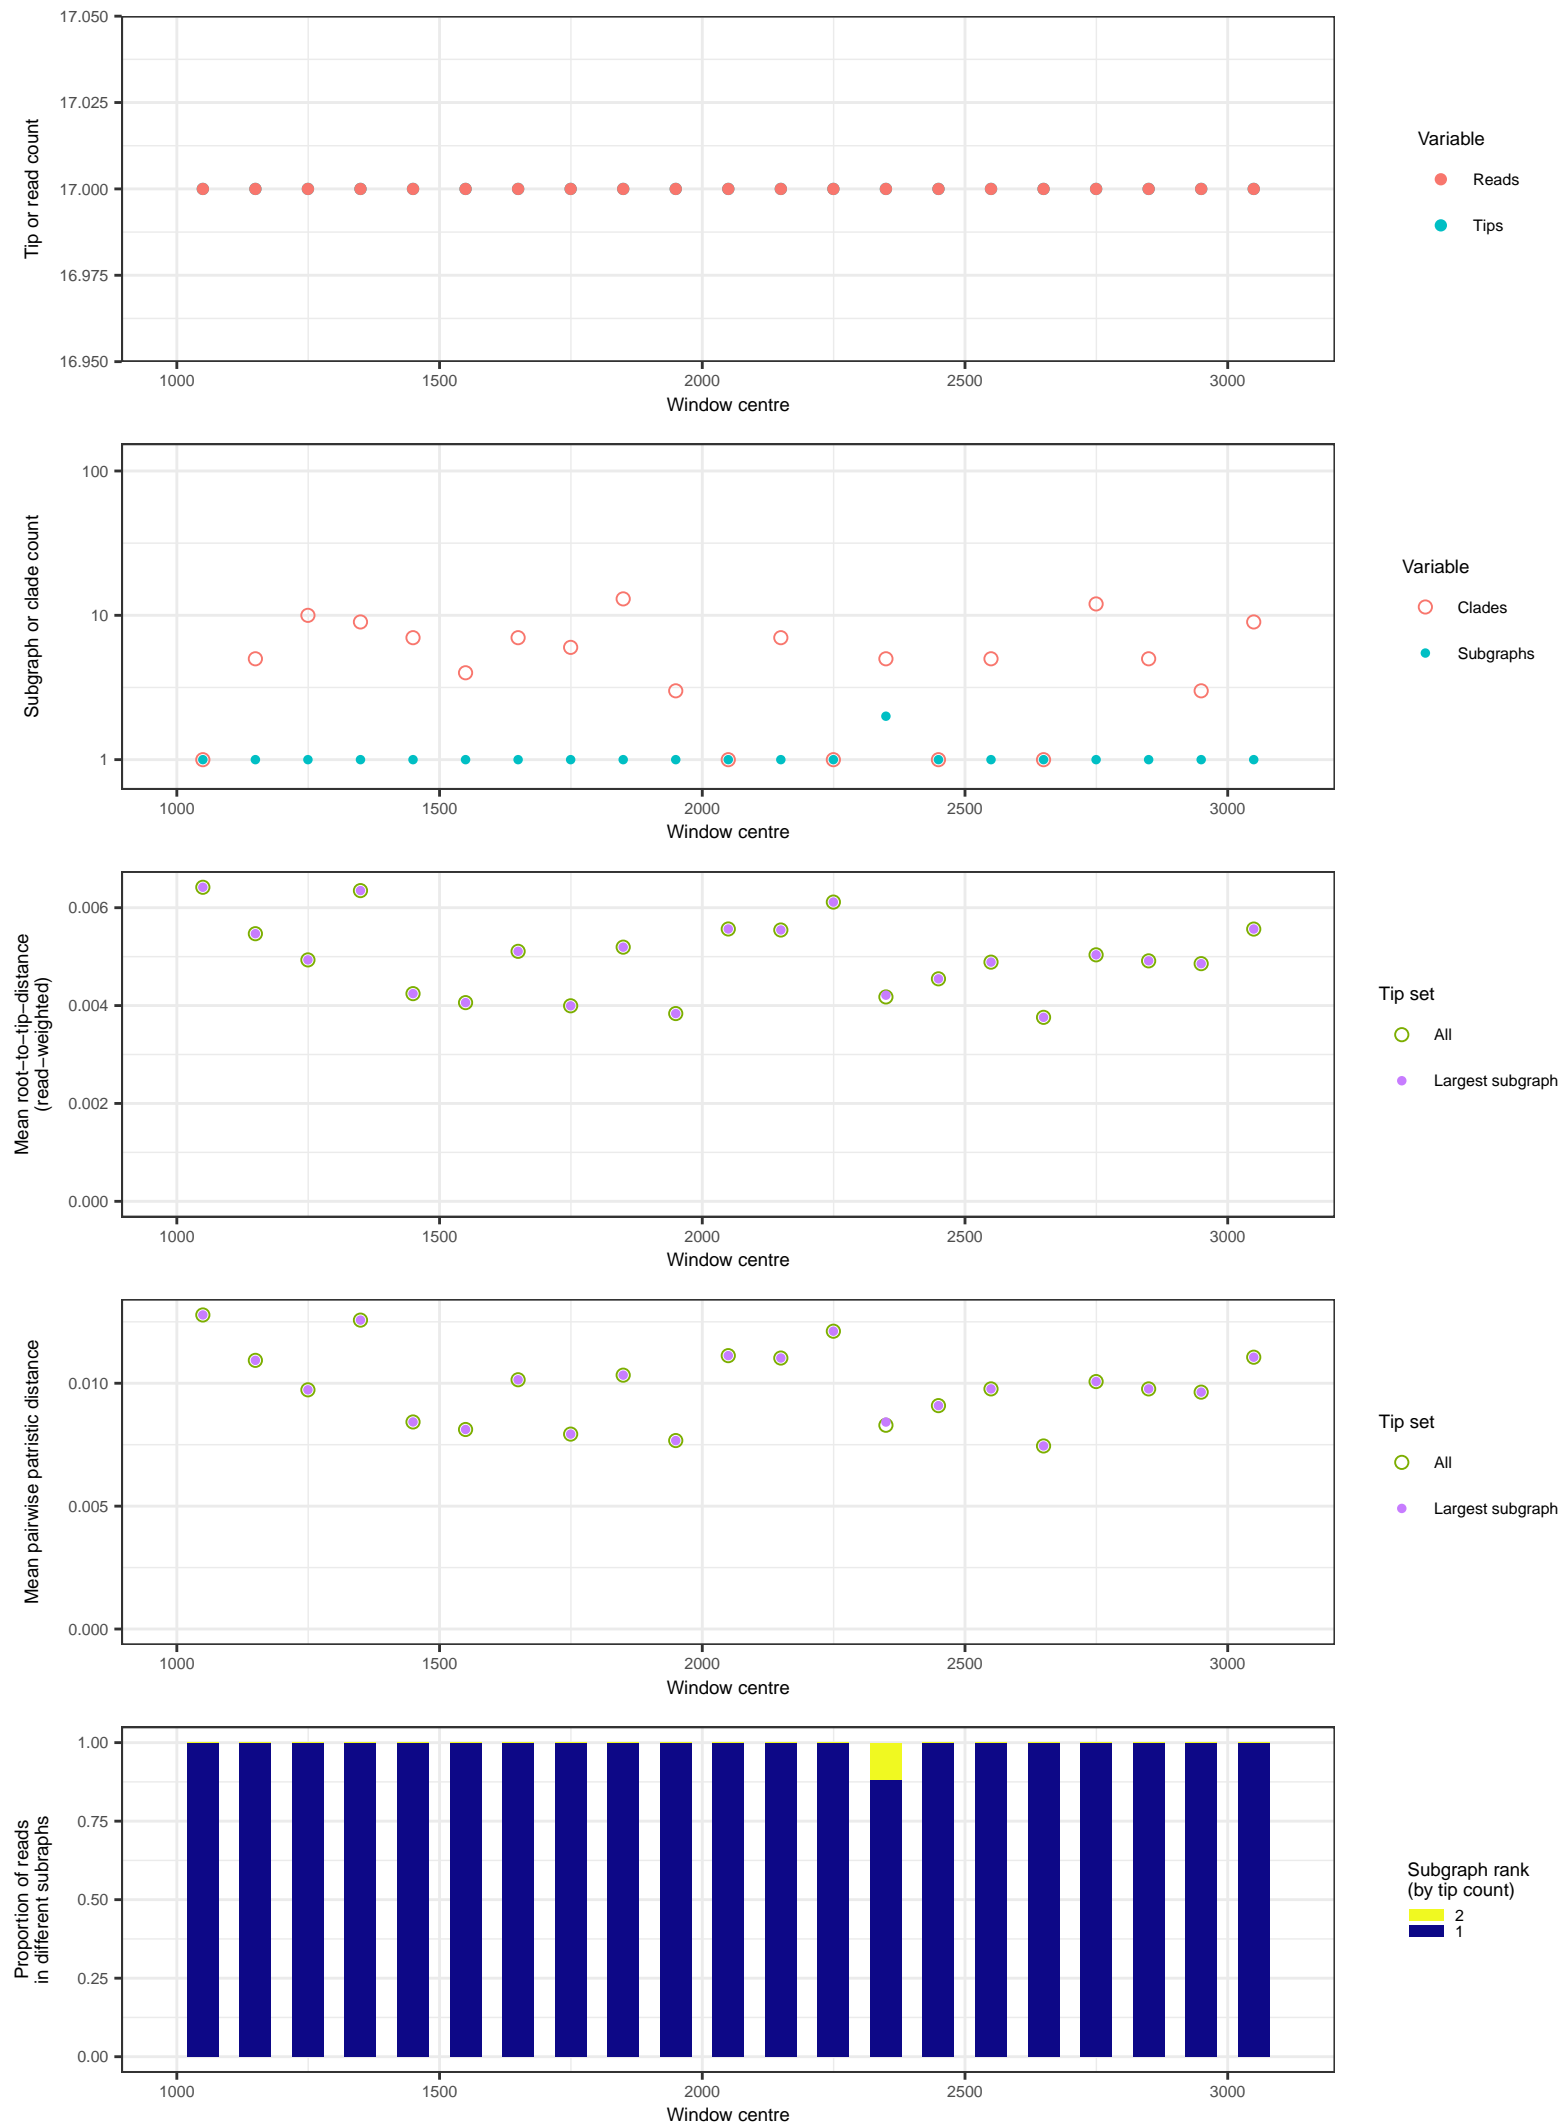 17.050
17.025
17.000
16.975
16.950
Tip or read count
1000 1500 2000 2500 3000
Window centre
Variable
Reads
Tips
100
10
1
Subgraph or clade count
1000 1500 2000 2500 3000
Window centre
Variable
Clades
Subgraphs
0.006
0.004
0.002
0.000
Mean root−to−tip−distance
(read−weighted)
1000 1500 2000 2500 3000
Window centre
Tip set
All
Largest subgraph
0.010
0.005
0.000
Mean pairwise patristic distance
1000 1500 2000 2500 3000
Window centre
Tip set
All
Largest subgraph
1.00
0.75
0.50
0.25
0.00
Proportion of reads
in different subraphs
1000 1500 2000 2500 3000
Window centre
Subgraph rank
(by tip count)
2
1